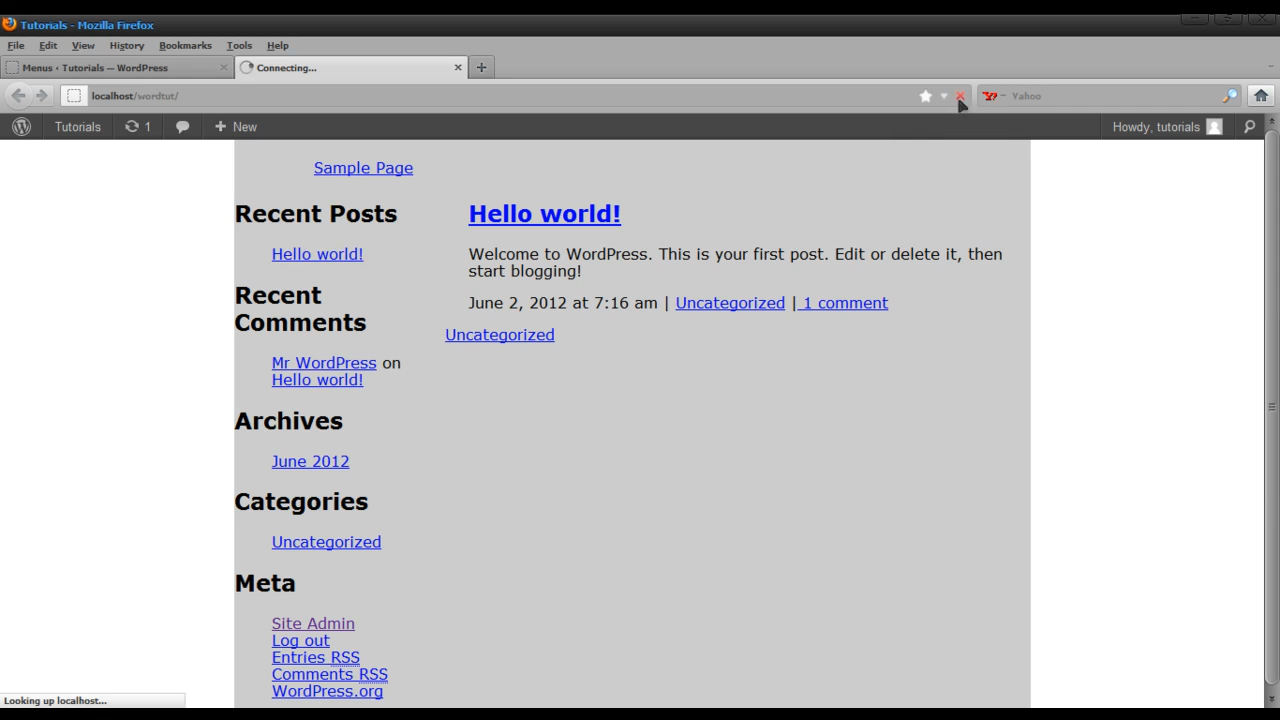 Tutorials - Mozilla Firefox
File Edit View History Bookmarks Tools Help
Menus ‹ Tutorials — WordPress
Connecting...
localhost/wordtut/
Yahoo
Tutorials 1 New Howdy, tutorials
Sample Page
Recent Posts
Hello world!
Recent
Comments
Mr WordPress on
Hello world!
Archives
June 2012
Categories
Uncategorized
Meta
Site Admin
Log out
Entries RSS
Comments RSS
WordPress.org
Hello world!
Welcome to WordPress. This is your first post. Edit or delete it, then
start blogging!
June 2, 2012 at 7:16 am | Uncategorized | 1 comment
Uncategorized
Looking up localhost...